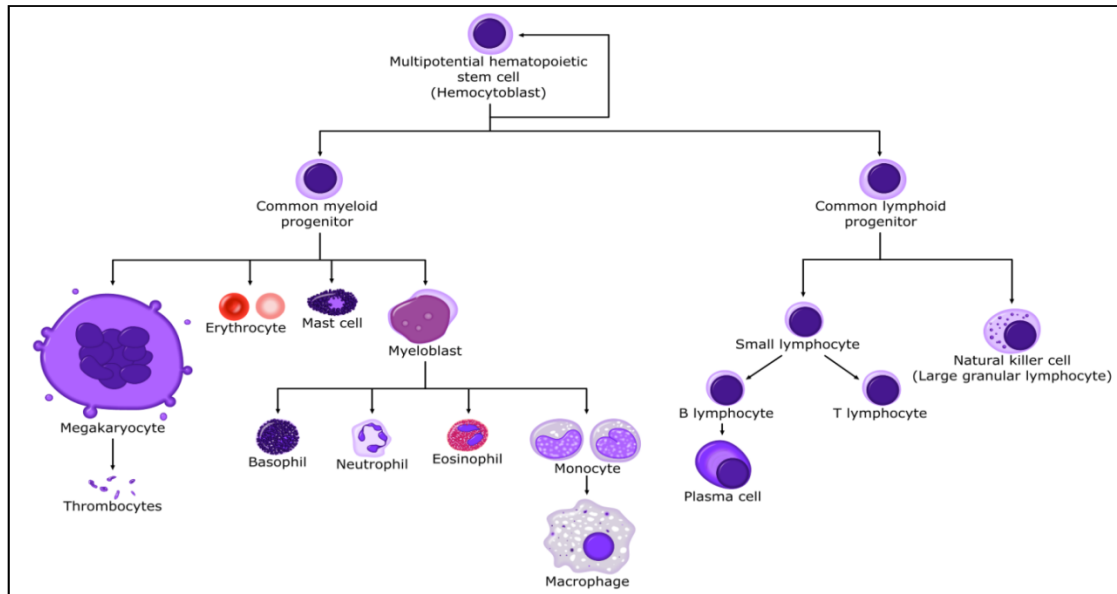 Multipotential hematopoietic
stem cell
(Hemocytoblast)
Common myeloid
progenitor
Common lymphoid
progenitor
Megakaryocyte
Thrombocytes
Erythrocyte
Mast cell
Myeloblast
Basophil
Neutrophil
Eosinophil
Monocyte
Macrophage
Small lymphocyte
Natural killer cell
(Large granular lymphocyte)
B lymphocyte
T lymphocyte
Plasma cell